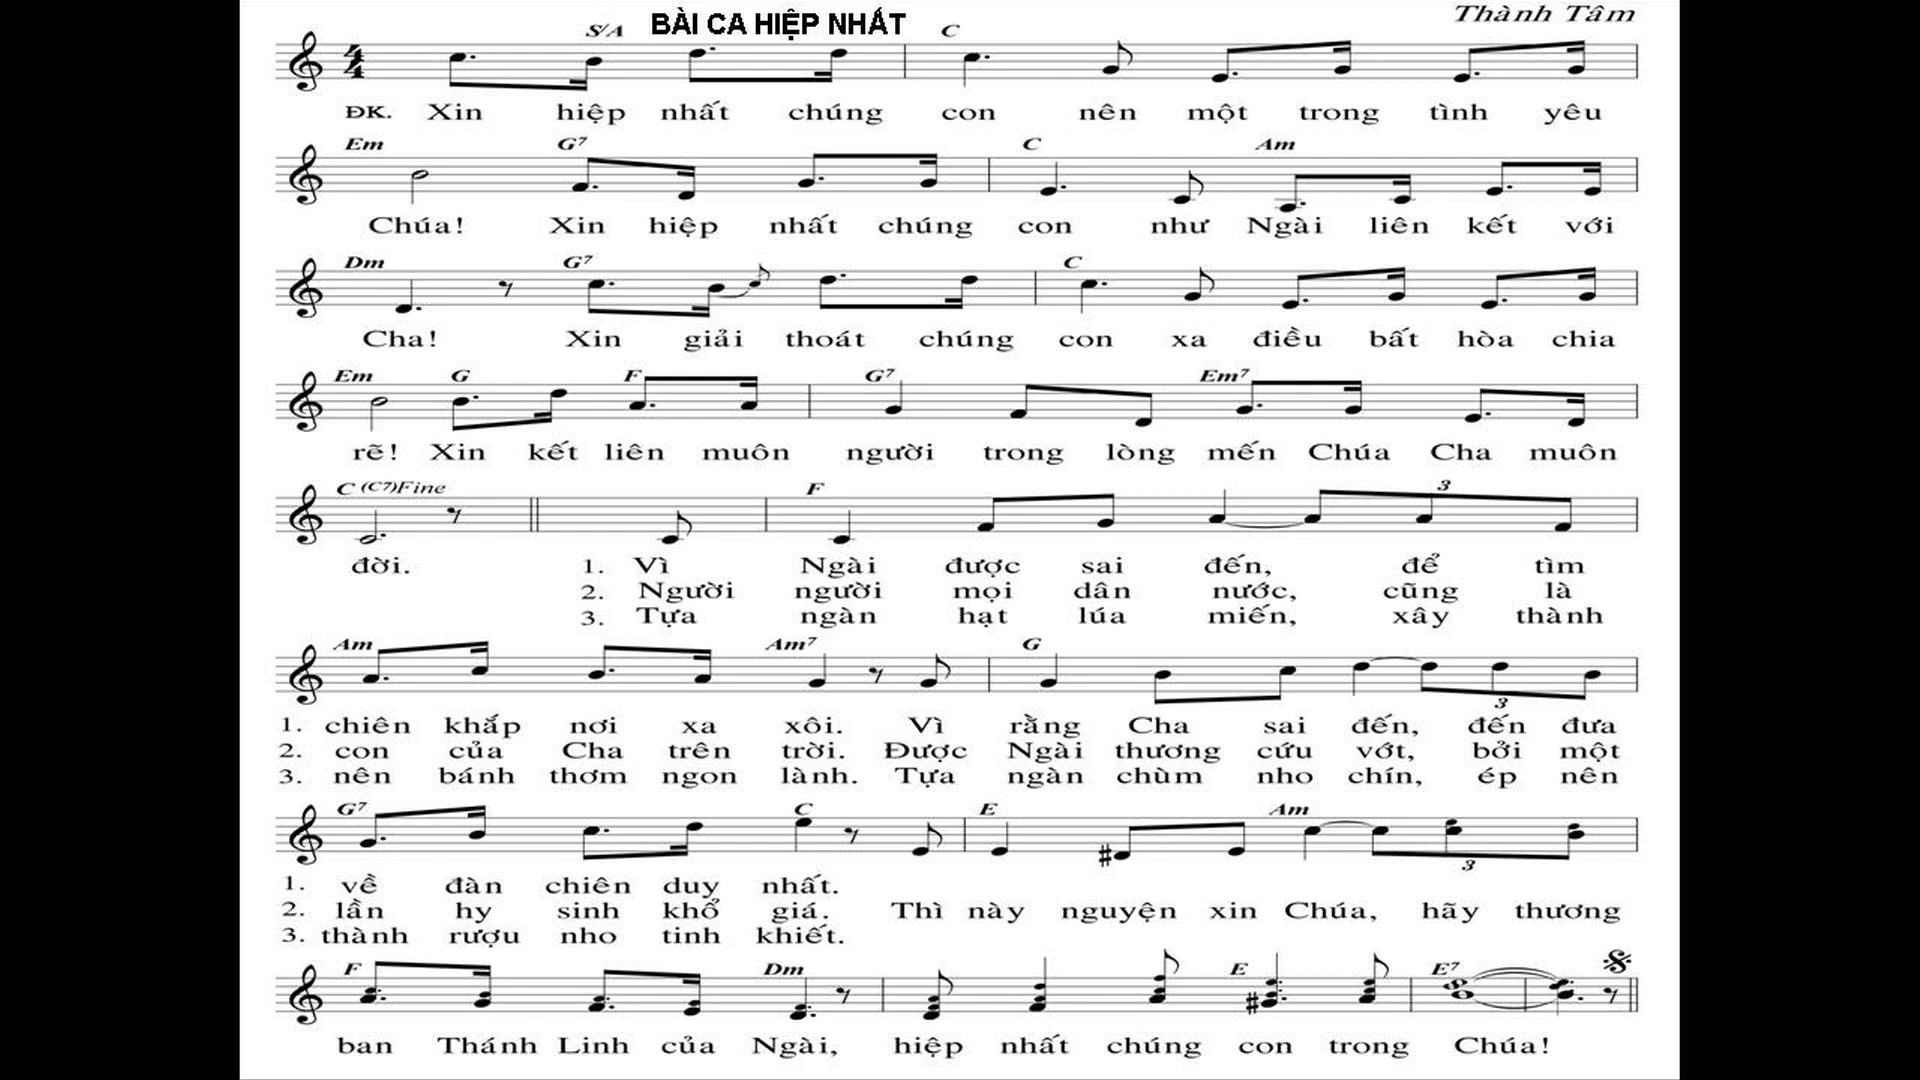 BÀI CA HIỆP NHẤT
Thành Tâm
S/A C
ĐK. Xin hiệp nhất chúng con nên một trong tình yêu
Em G7 C Am
Chúa! Xin hiệp nhất chúng con như Ngài liên kết với
Dm G7 C
Cha! Xin giải thoát chúng con xa điều bất hòa chia
Em G F G7 Em7
rẽ! Xin kết liên muôn người trong lòng mến Chúa Cha muôn
C (C7) Fine F 3
đời. 1. Vì Ngài được sai đến, để tìm
2. Người người mọi dân nước, cũng là
3. Tựa ngàn hạt lúa miến, xây thành
Am Am7 G 3
1. chiên khắp nơi xa xôi. Vì rằng Cha sai đến, đến đưa
2. con của Cha trên trời. Được Ngài thương cứu vớt, bởi một
3. nên bánh thơm ngon lành. Tựa ngàn chùm nho chín, ép nên
G7 C E Am 3
1. về đàn chiên duy nhất.
2. lần hy sinh khổ giá. Thì này nguyện xin Chúa, hãy thương
3. thành rượu nho tinh khiết.
F Dm E E7
ban Thánh Linh của Ngài, hiệp nhất chúng con trong Chúa!